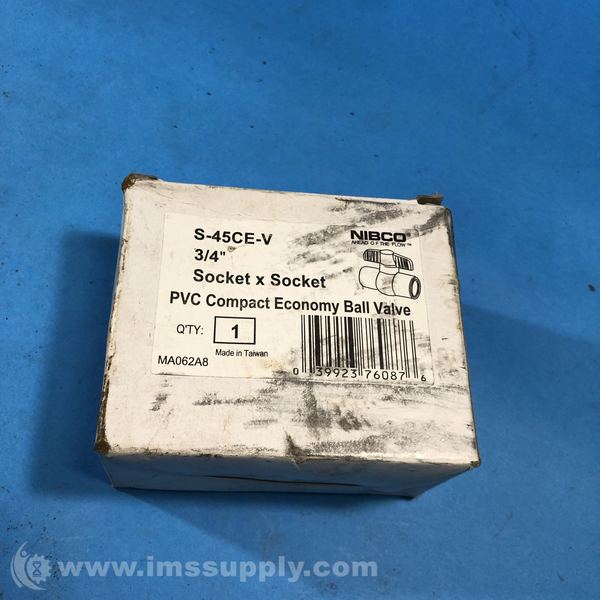 S-45CE-V
3/4"
Socket x Socket
NIBCO
AHEAD OF THE FLOW™
PVC Compact Economy Ball Valve
Q'TY: 1
Made in Taiwan
MA062A8
0 39923 76087 6
www.imssupply.com